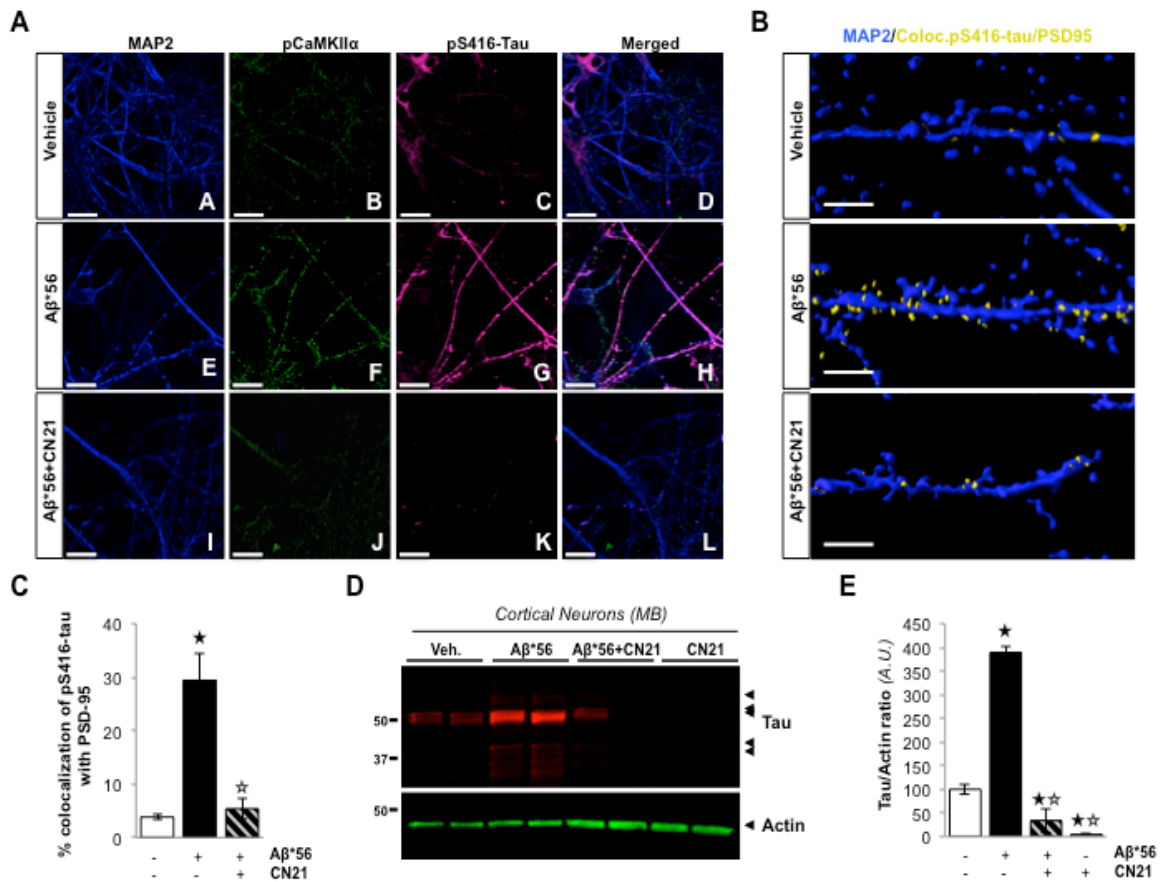 A
MAP2 pCaMKIIα pS416-Tau Merged
Vehicle
A B C D
Aβ*56
E F G H
Aβ*56+CN21
I J K L
B
MAP2/Coloc.pS416-tau/PSD95
Vehicle
Aβ*56
Aβ*56+CN21
C
% colocalization of pS416-tau
with PSD-95
40
30
20
10
0
- + + Aβ*56
- - + CN21
D
Cortical Neurons (MB)
Veh. Aβ*56 Aβ*56+CN21 CN21
50
37
Tau
50
Actin
E
Tau/Actin ratio (A.U.)
450
400
350
300
250
200
150
100
50
0
- + + - Aβ*56
- - + + CN21